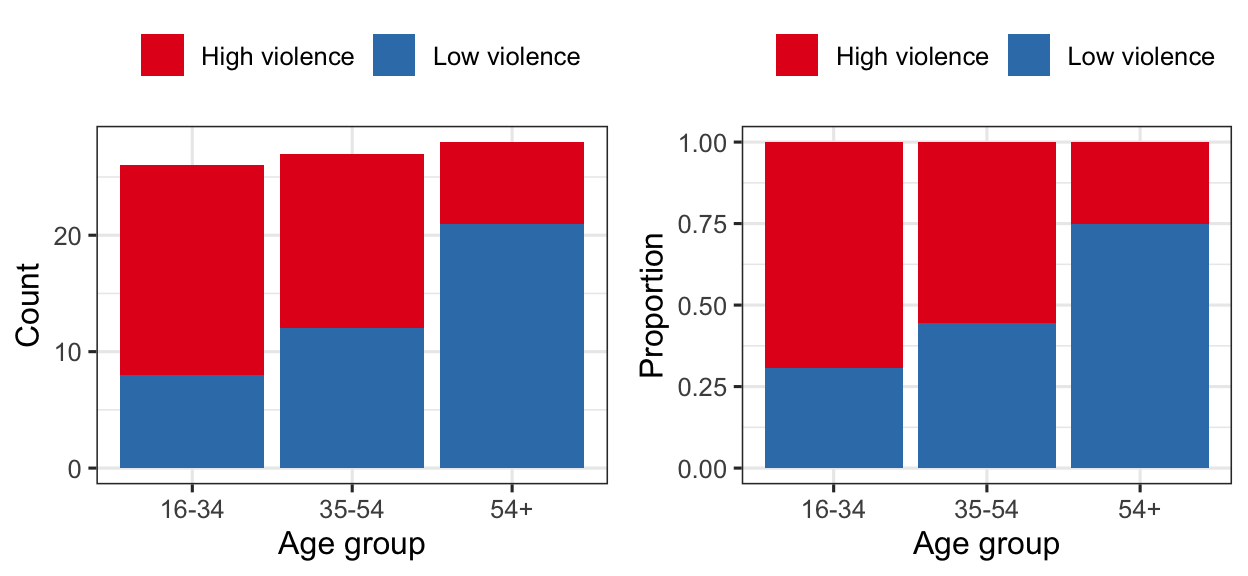 High violence Low violence
Count
20
10
0
16-34 35-54 54+
Age group
High violence Low violence
Proportion
1.00
0.75
0.50
0.25
0.00
16-34 35-54 54+
Age group